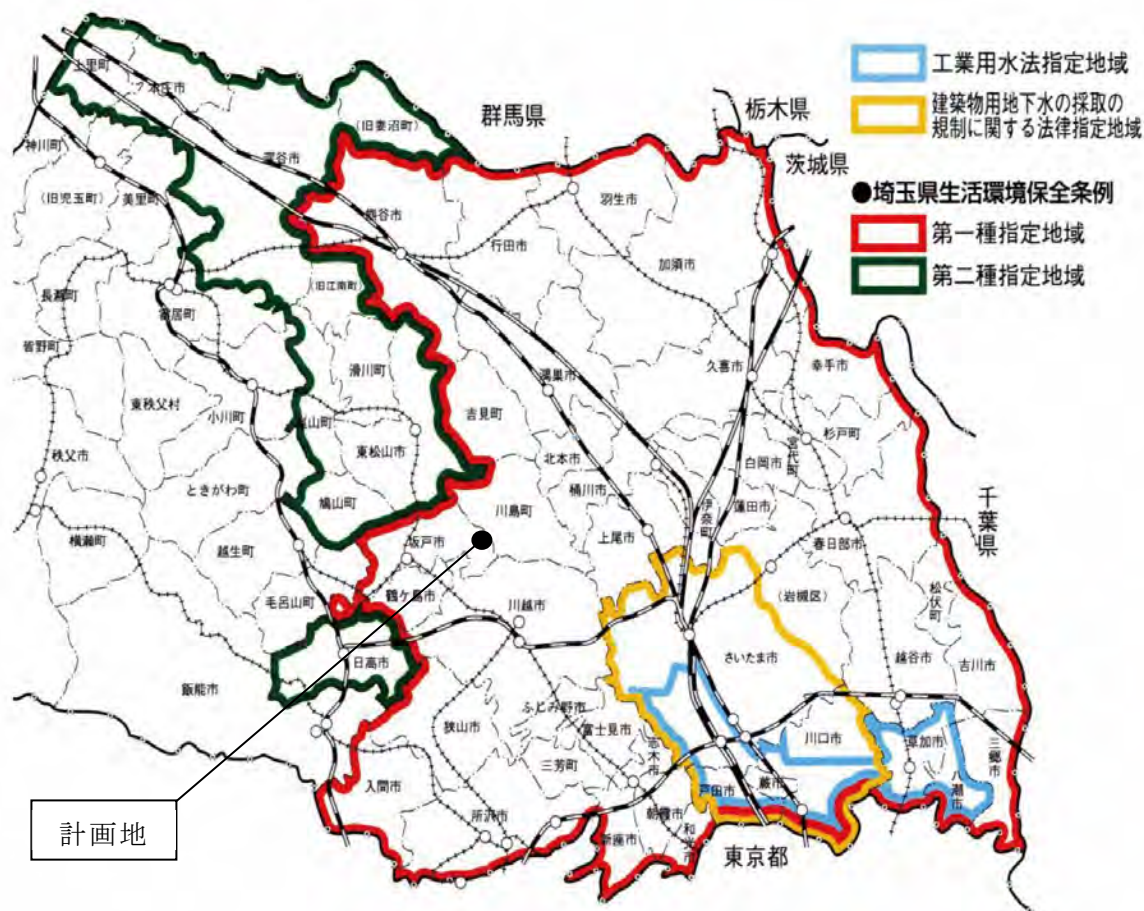 工業用水法指定地域
建築物用地下水の採取の
規制に関する法律指定地域
●埼玉県生活環境保全条例
第一種指定地域
第二種指定地域
群馬県
栃木県
茨城県
千葉県
東京都
上里町
本庄市
(旧妻沼町)
神川町
深谷市
(旧児玉町)
美里町
熊谷市
羽生市
行田市
加須市
(旧江南町)
長瀞町
寄居町
皆野町
滑川町
鴻巣市
久喜市
幸手市
東秩父村
小川町
嵐山町
吉見町
東松山市
宮代町
杉戸町
秩父市
北本市
白岡市
ときがわ町
鳩山町
桶川市
伊奈町
蓮田市
川島町
横瀬町
越生町
坂戸市
上尾市
春日部市
毛呂山町
鶴ヶ島市
川越市
(岩槻区)
松伏町
日高市
さいたま市
越谷市
吉川市
飯能市
狭山市
ふじみ野市
富士見市
川口市
草加市
三郷市
三芳町
志木市
入間市
戸田市
蕨市
潮市
所沢市
朝霞市
和光市
新座市
計画地